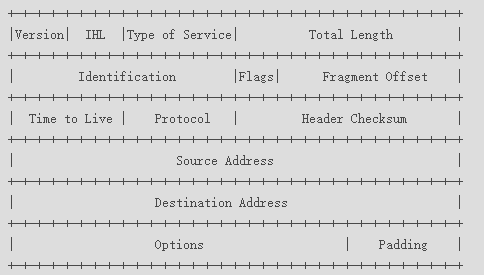 |Version|  IHL  |Type of Service|          Total Length         |
|         Identification        |Flags|      Fragment Offset    |
|  Time to Live |    Protocol   |         Header Checksum       |
|                       Source Address                          |
|                    Destination Address                        |
|                    Options                    |    Padding    |